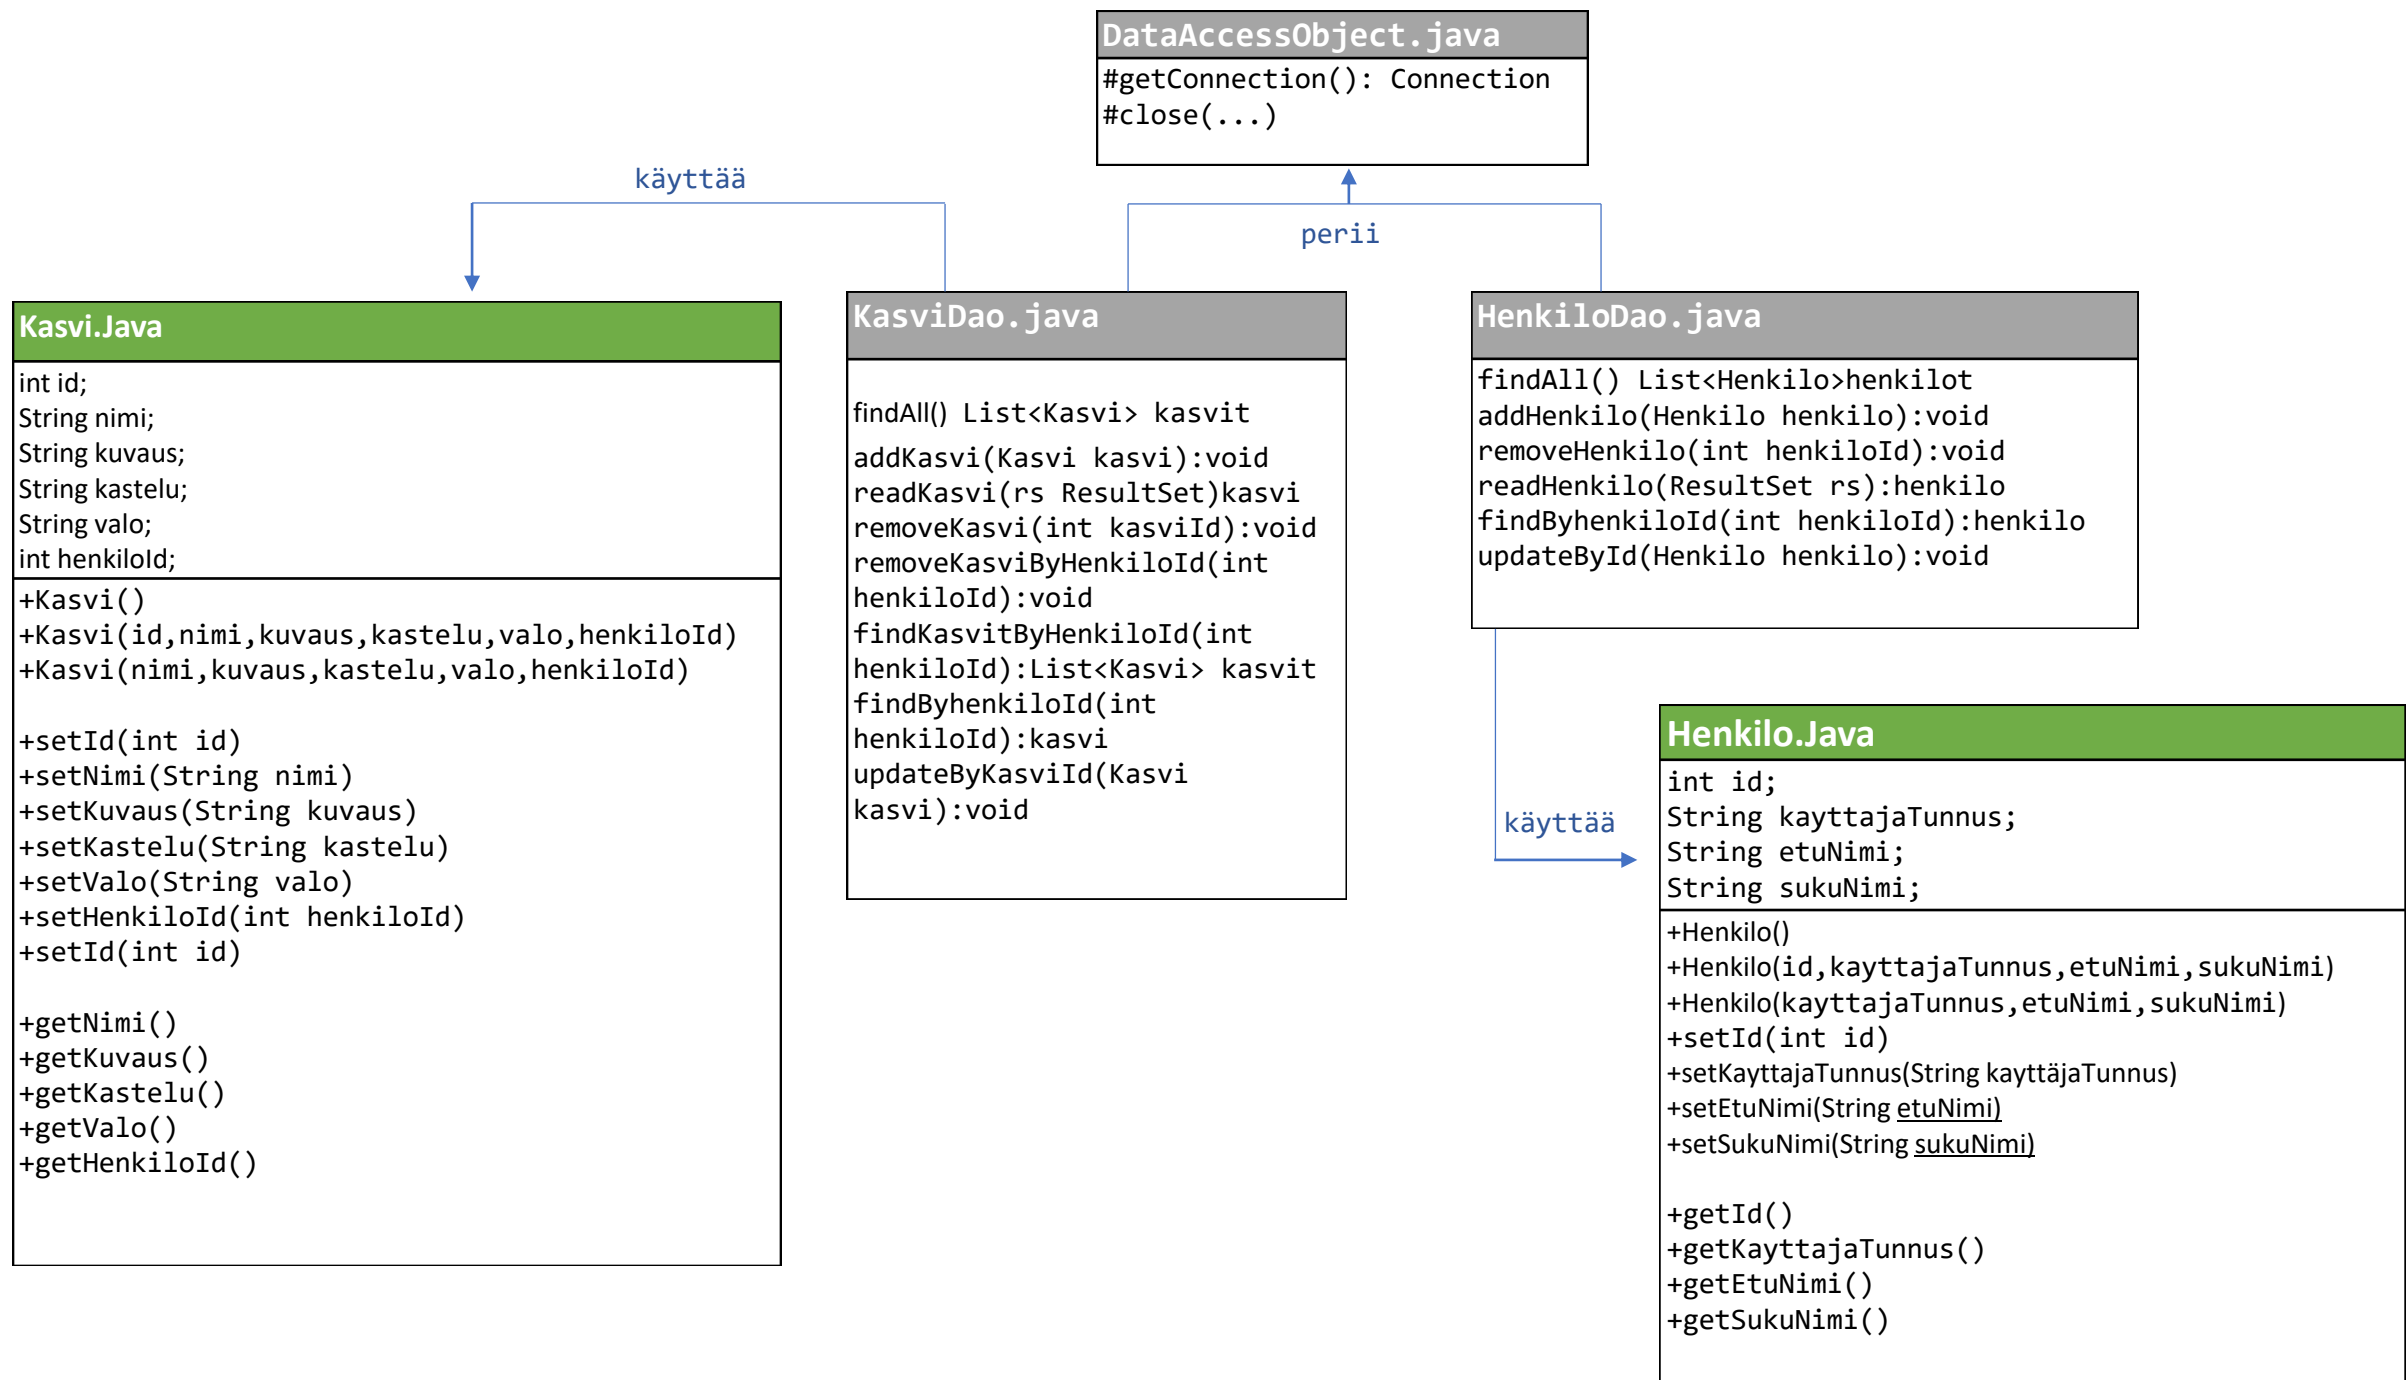 DataAccessObject.java
#getConnection(): Connection
#close(...)
käyttää
perii
Kasvi.Java
int id;
String nimi;
String kuvaus;
String kastelu;
String valo;
int henkiloId;
+Kasvi()
+Kasvi(id,nimi,kuvaus,kastelu,valo,henkiloId)
+Kasvi(nimi,kuvaus,kastelu,valo,henkiloId)
+setId(int id)
+setNimi(String nimi)
+setKuvaus(String kuvaus)
+setKastelu(String kastelu)
+setValo(String valo)
+setHenkiloId(int henkiloId)
+setId(int id)
+getNimi()
+getKuvaus()
+getKastelu()
+getValo()
+getHenkiloId()
KasviDao.java
findAll() List<Kasvi> kasvit
addKasvi(Kasvi kasvi):void
readKasvi(rs ResultSet)kasvi
removeKasvi(int kasviId):void
removeKasviByHenkiloId(int
henkiloId):void
findKasvitByHenkiloId(int
henkiloId):List<Kasvi> kasvit
findByhenkiloId(int
henkiloId):kasvi
updateByKasviId(Kasvi
kasvi):void
HenkiloDao.java
findAll() List<Henkilo>henkilot
addHenkilo(Henkilo henkilo):void
removeHenkilo(int henkiloId):void
readHenkilo(ResultSet rs):henkilo
findByhenkiloId(int henkiloId):henkilo
updateById(Henkilo henkilo):void
käyttää
Henkilo.Java
int id;
String kayttajaTunnus;
String etuNimi;
String sukuNimi;
+Henkilo()
+Henkilo(id,kayttajaTunnus,etuNimi,sukuNimi)
+Henkilo(kayttajaTunnus,etuNimi,sukuNimi)
+setId(int id)
+setKayttajaTunnus(String kayttäjaTunnus)
+setEtuNimi(String etuNimi)
+setSukuNimi(String sukuNimi)
+getId()
+getKayttajaTunnus()
+getEtuNimi()
+getSukuNimi()